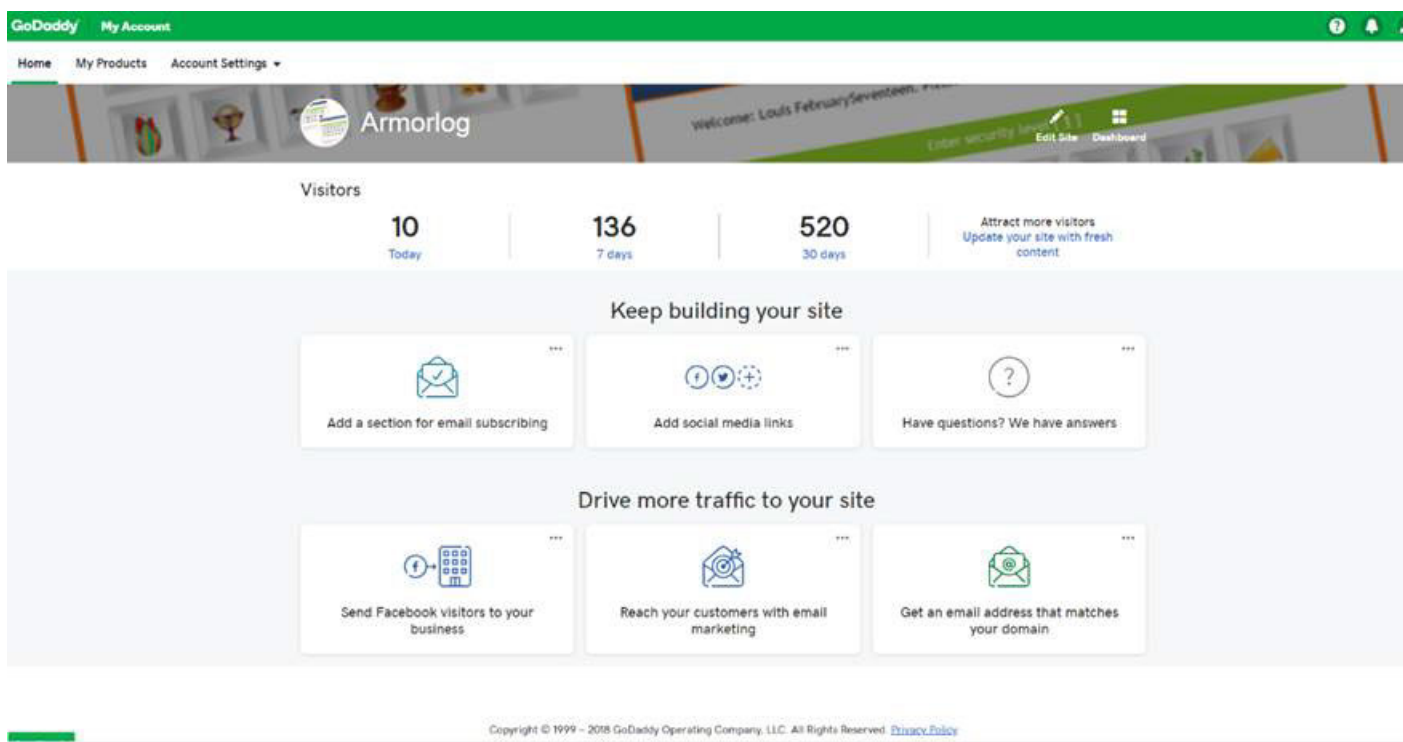 GoDaddy My Account
Home My Products Account Settings
Armorlog
Welcome: Louis FebruarySeventeen.
Enter security level
Edit Site Dashboard
Visitors
10 136 520
Today 7 days 30 days
Attract more visitors
Update your site with fresh
content
Keep building your site
Add a section for email subscribing
Add social media links
Have questions? We have answers
Drive more traffic to your site
Send Facebook visitors to your
business
Reach your customers with email
marketing
Get an email address that matches
your domain
Copyright © 1999 – 2018 GoDaddy Operating Company, LLC. All Rights Reserved. Privacy Policy